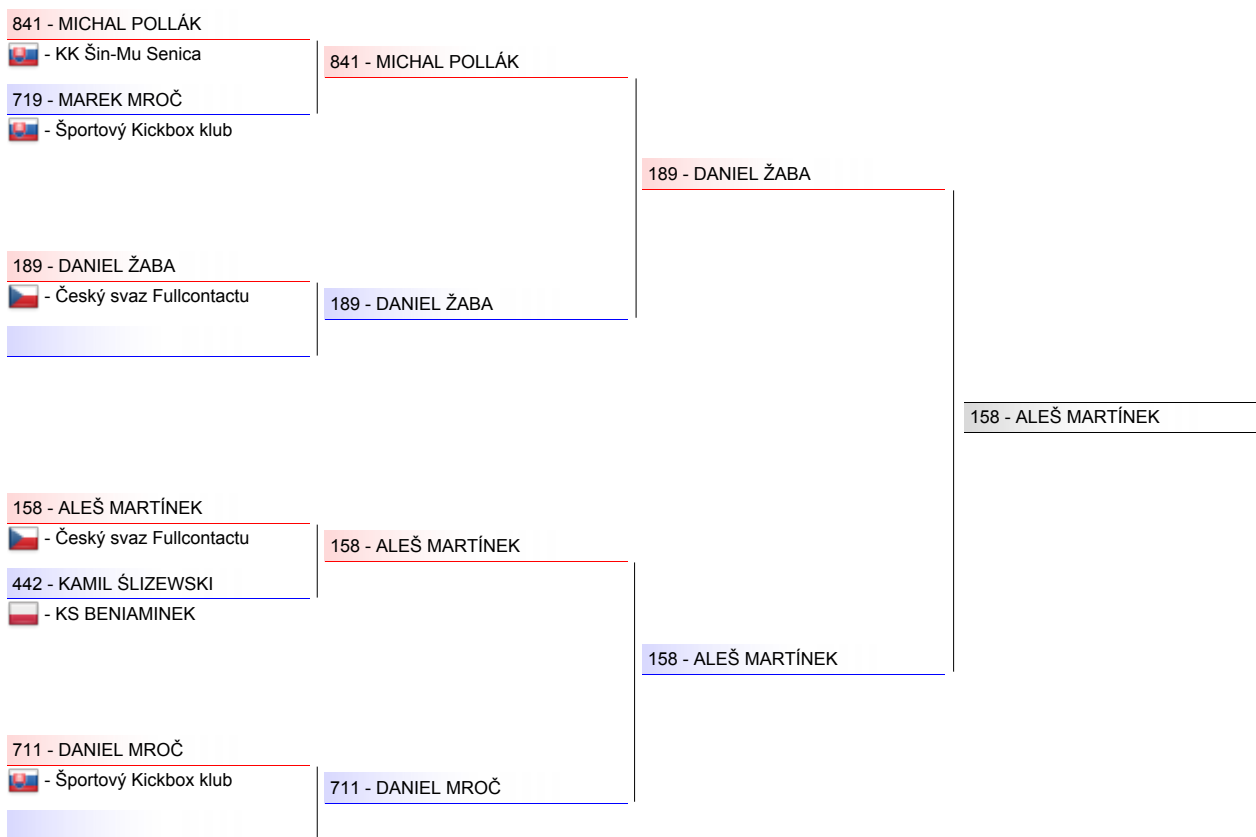 841 - MICHAL POLLÁK
- KK Šin-Mu Senica
719 - MAREK MROČ
- Športový Kickbox klub
189 - DANIEL ŽABA
- Český svaz Fullcontactu
158 - ALEŠ MARTÍNEK
- Český svaz Fullcontactu
442 - KAMIL ŚLIZEWSKI
- KS BENIAMINEK
711 - DANIEL MROČ
- Športový Kickbox klub
841 - MICHAL POLLÁK
189 - DANIEL ŽABA
158 - ALEŠ MARTÍNEK
711 - DANIEL MROČ
189 - DANIEL ŽABA
158 - ALEŠ MARTÍNEK
158 - ALEŠ MARTÍNEK